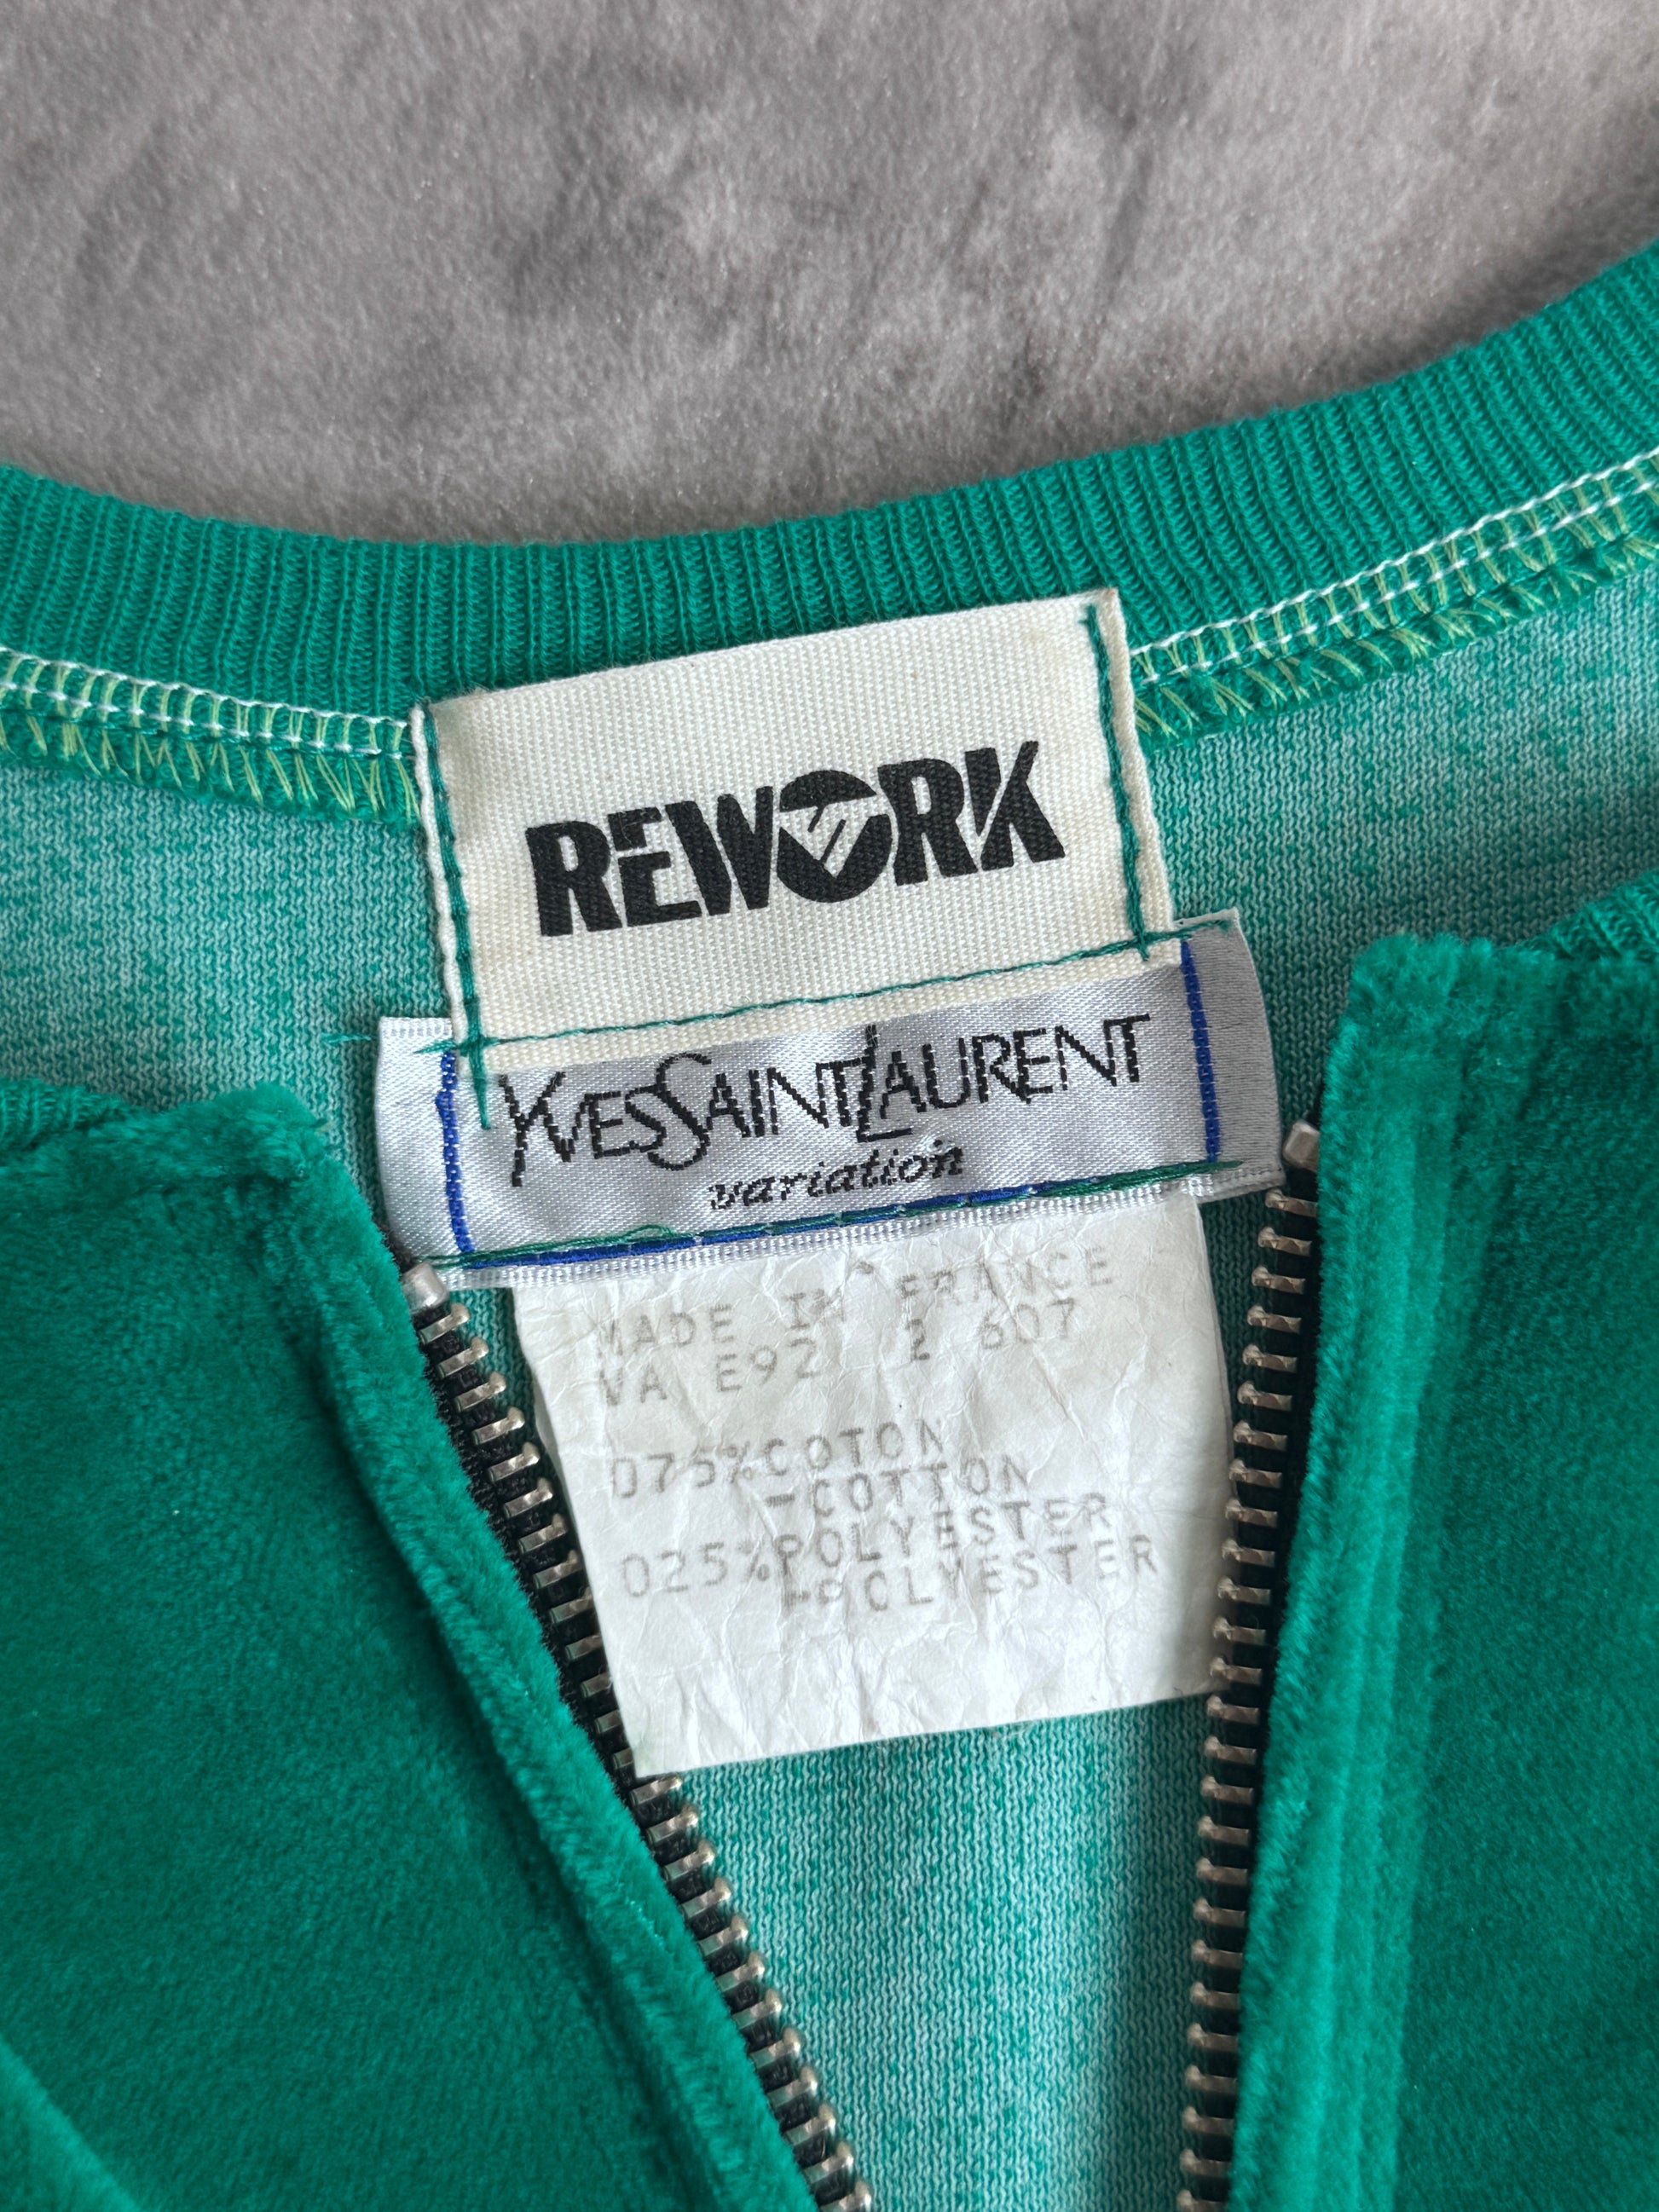 REWORK
YVESSAINTLAURENT
variation
MADE IN FRANCE
VA E92 2 607
075%COTON
-COTTON
025%POLYESTER
-POLYESTER